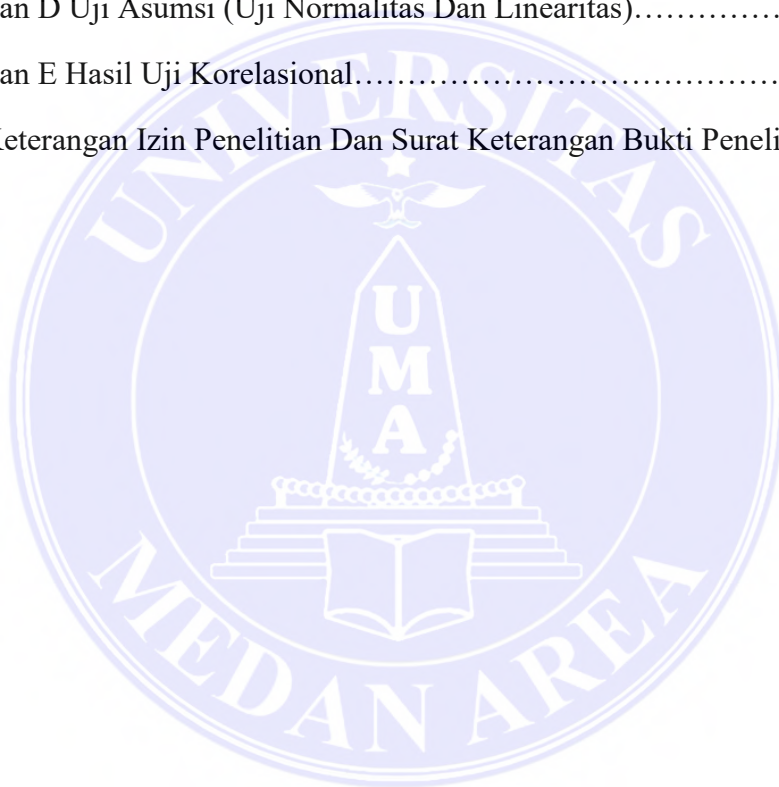 an D Uji Asumsi (Uji Normalitas Dan Linearitas)……………
an E Hasil Uji Korelasional……………………………………
Keterangan Izin Penelitian Dan Surat Keterangan Bukti Peneli
UNIVERSITAS
U
M
A
MEDAN AREA